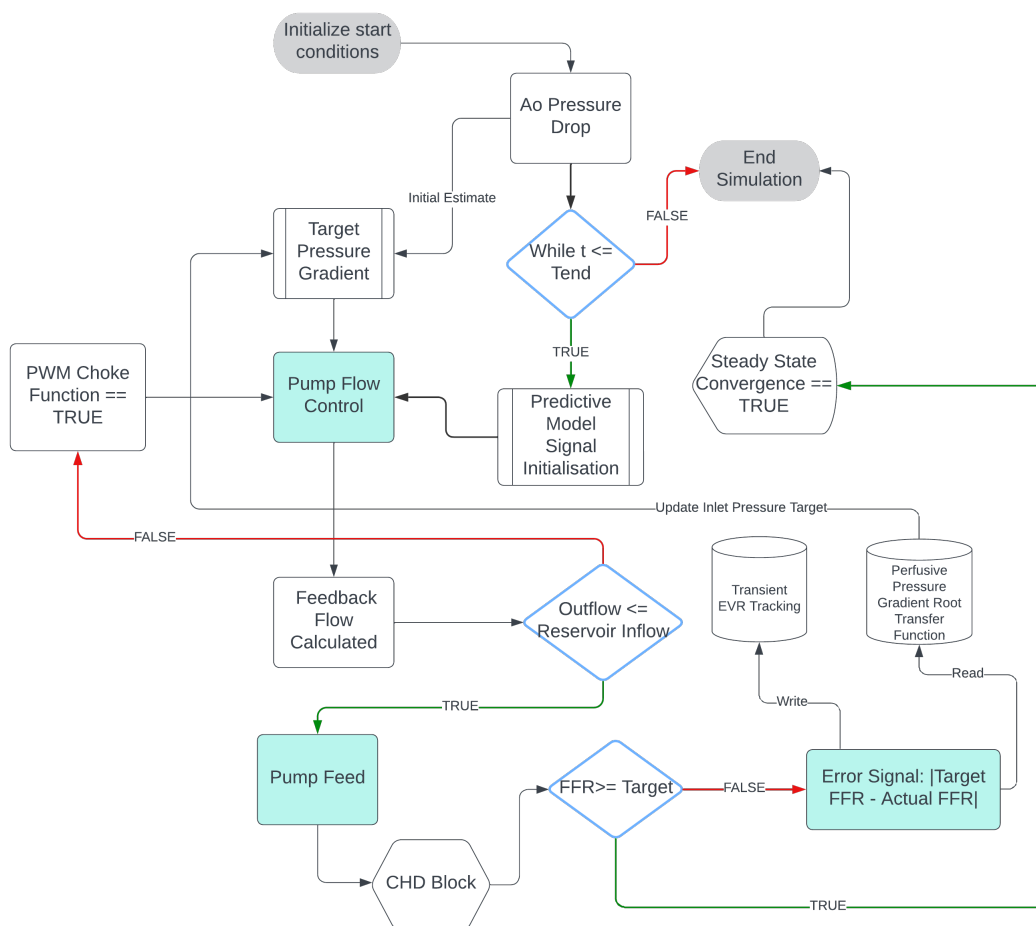 Initialize start
conditions
Ao Pressure
Drop
End
Simulation
Initial Estimate
FALSE
Target
Pressure
Gradient
While t <=
Tend
TRUE
Steady State
Convergence ==
TRUE
PWM Choke
Function ==
TRUE
Pump Flow
Control
Predictive
Model
Signal
Initialisation
Update Inlet Pressure Target
FALSE
Transient
EVR Tracking
Perfusive
Pressure
Gradient Root
Transfer
Function
Feedback
Flow
Calculated
Outflow <=
Reservoir Inflow
Read
Write
TRUE
Pump Feed
FFR>= Target
FALSE
Error Signal: |Target
FFR - Actual FFR|
CHD Block
TRUE